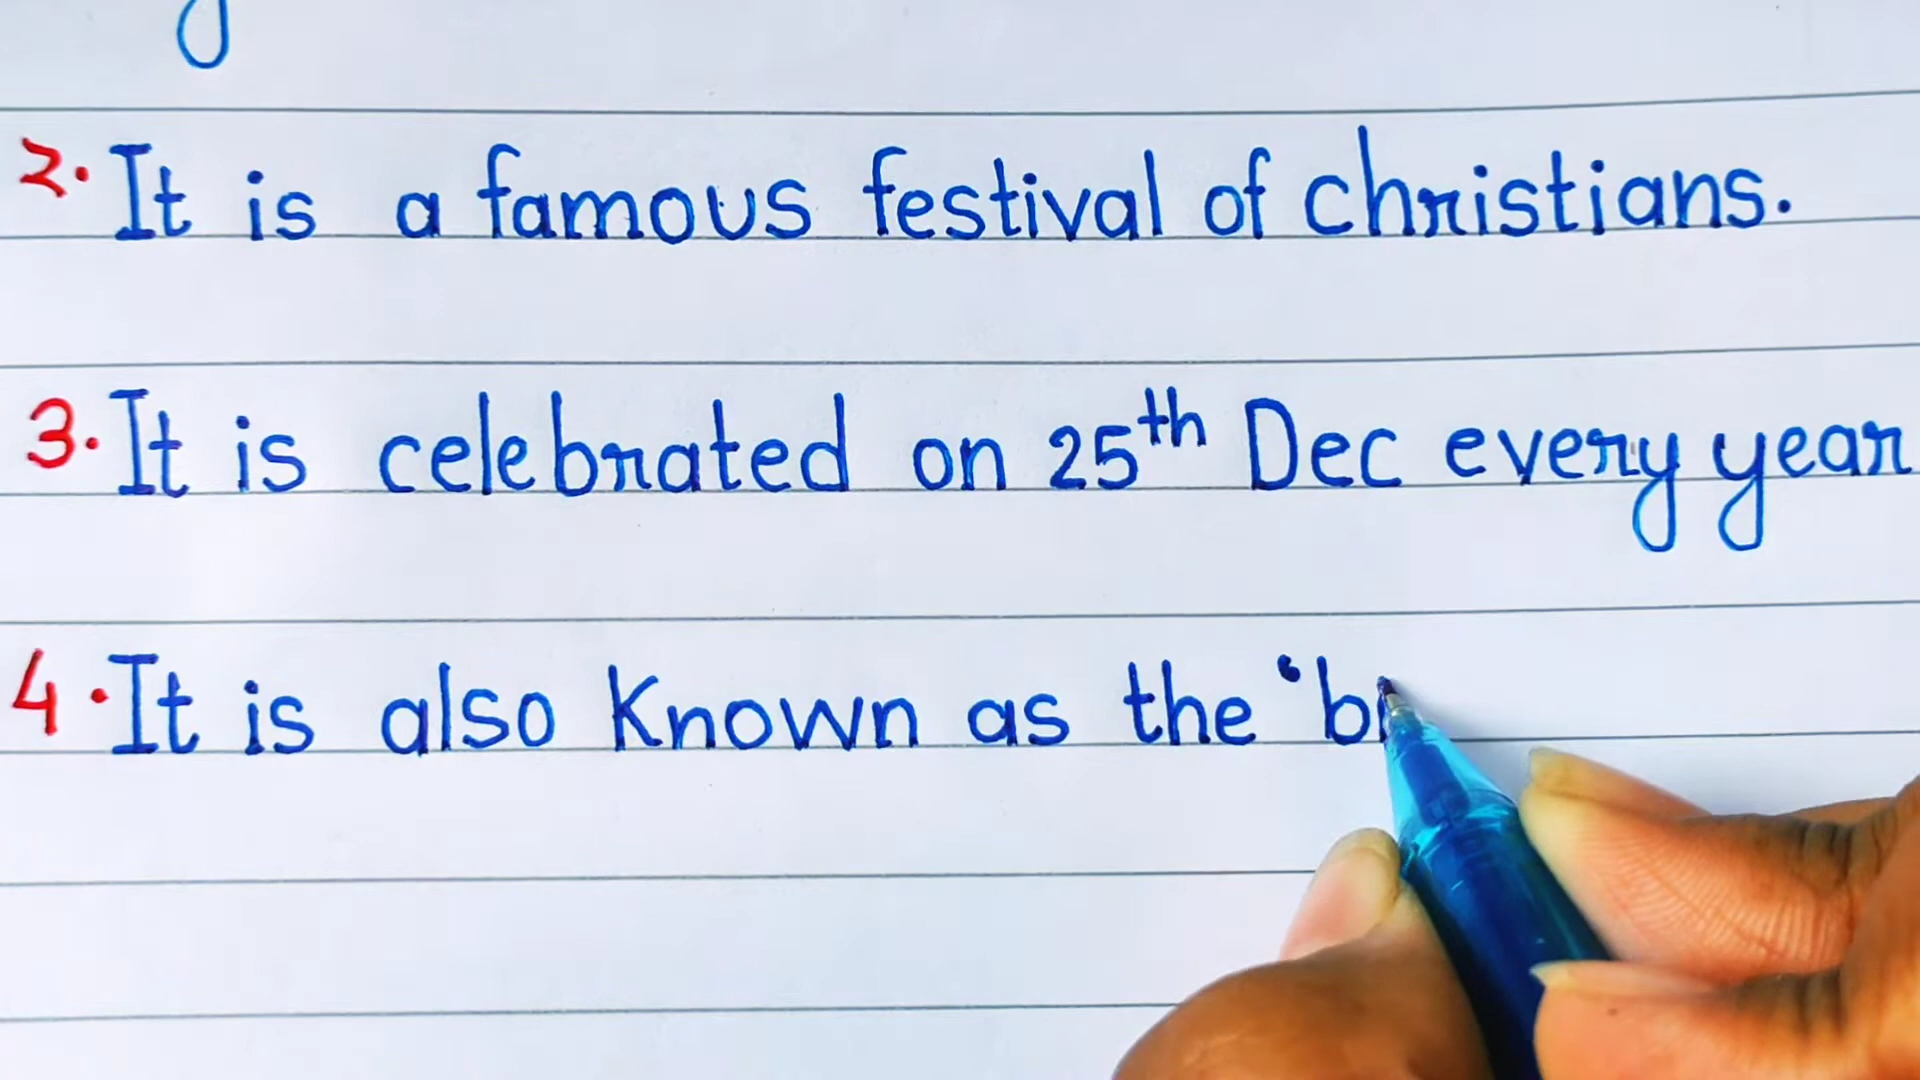 2. It is a famous festival of christians.
3. It is celebrated on 25th Dec every year
4. It is also Known as the